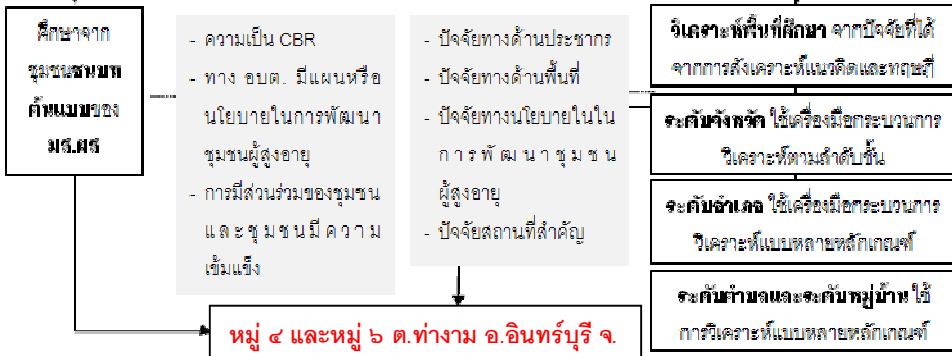 ศึกษาจาก
ชุมชนชนบท
ต้นแบบของ
มส.ผส
- ความเป็น CBR
- ทาง อบต. มีแผนหรือ
นโยบายในการพัฒนา
ชุมชนผู้สูงอายุ
- การมีส่วนร่วมของชุมชน
และชุมชนมีความ
เข้มแข็ง
- ปัจจัยทางด้านประชากร
- ปัจจัยทางด้านพื้นที่
- ปัจจัยทางนโยบายในใน
การพัฒนาชุมชน
ผู้สูงอายุ
- ปัจจัยสถานที่สำคัญ
วิเคราะห์พื้นที่ศึกษา จากปัจจัยที่ได้
จากการสังเคราะห์แนวคิดและทฤษฎี
ระดับจังหวัด ใช้เครื่องมือกระบวนการ
วิเคราะห์ตามลำดับชั้น
ระดับอำเภอ ใช้เครื่องมือกระบวนการ
วิเคราะห์แบบหลายหลักเกณฑ์
ระดับตำบลและระดับหมู่บ้าน ใช้
การวิเคราะห์แบบหลายหลักเกณฑ์
หมู่ ๔ และหมู่ ๖ ต.ท่างาม อ.อินทร์บุรี จ.